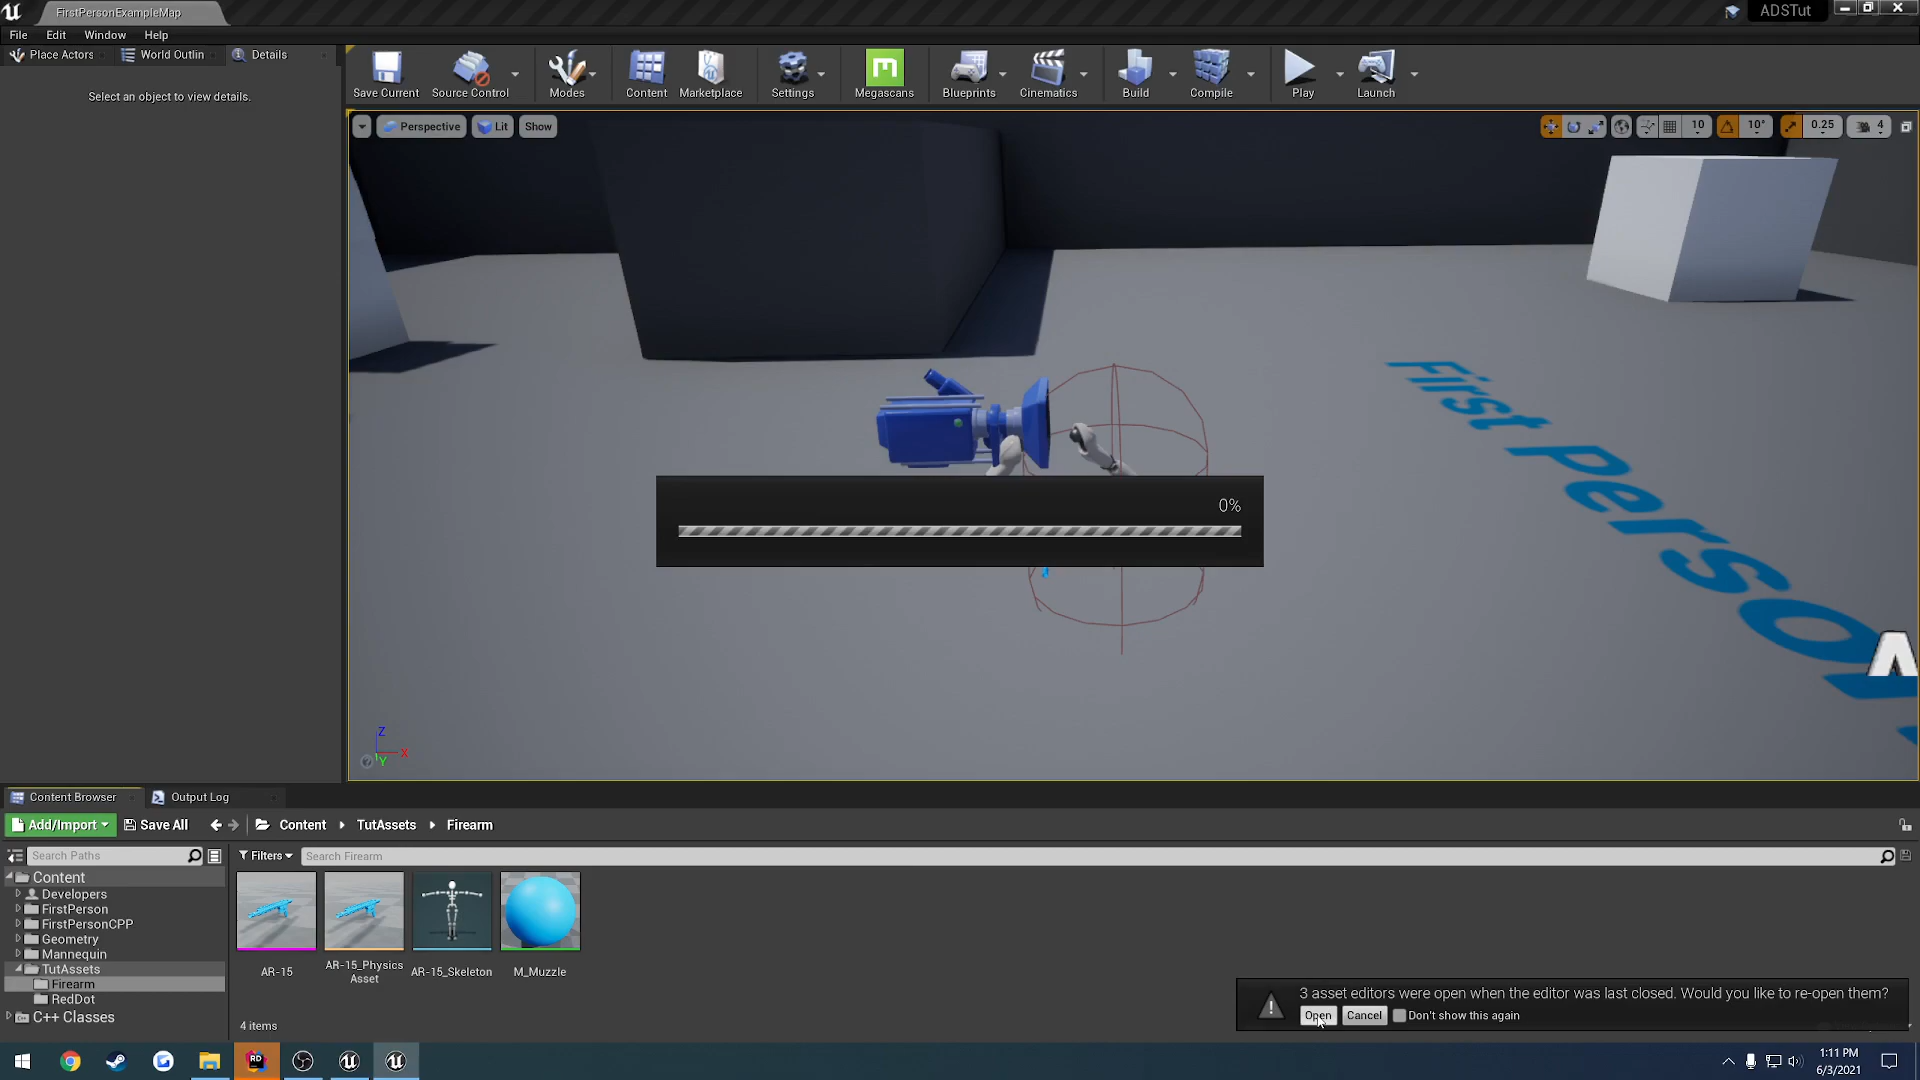 FirstPersonExampleMap
ADSTut
File Edit Window Help
Place Actors World Outlin Details
Save Current Source Control Modes Content Marketplace Settings Megascans Blueprints Cinematics Build Compile Play Launch
Select an object to view details.
Perspective Lit Show 10 10° 0.25 4
First Person
0%
Z
X
Y
Content Browser Output Log
Add/Import Save All Content TutAssets Firearm
Search Paths Filters Search Firearm
Content
Developers
FirstPerson
FirstPersonCPP
Geometry
Mannequin
TutAssets
Firearm
RedDot
C++ Classes
AR-15
AR-15_Physics
Asset
AR-15_Skeleton
M_Muzzle
4 items
3 asset editors were open when the editor was last closed. Would you like to re-open them?
Open Cancel Don't show this again
1:11 PM
6/3/2021